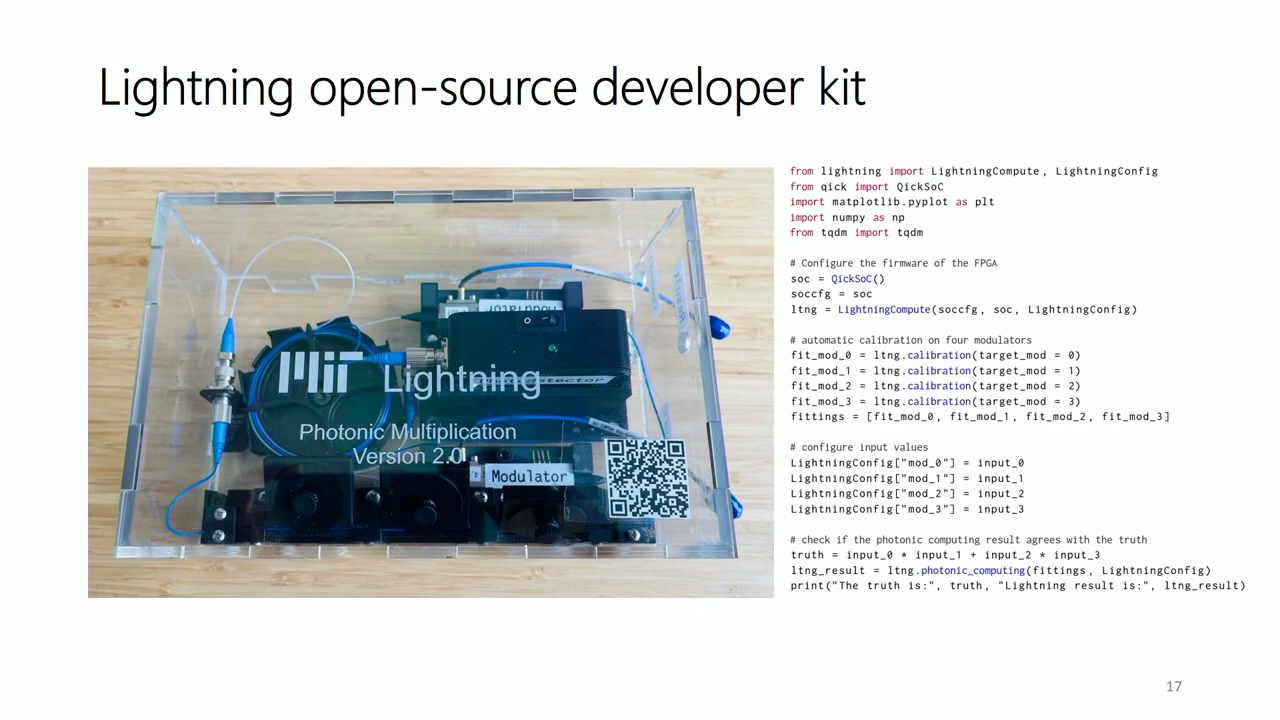 Lightning open-source developer kit
MIT Lightning
Photonic Multiplication
Version 2.0
Modulator
Modulator
from lightning import LightningCompute, LightningConfig
from qick import QickSoC
import matplotlib.pyplot as plt
import numpy as np
from tqdm import tqdm
# Configure the firmware of the FPGA
soc = QickSoC()
soccfg = soc
ltng = LightningCompute(soccfg, soc, LightningConfig)
# automatic calibration on four modulators
fit_mod_0 = ltng.calibration(target_mod = 0)
fit_mod_1 = ltng.calibration(target_mod = 1)
fit_mod_2 = ltng.calibration(target_mod = 2)
fit_mod_3 = ltng.calibration(target_mod = 3)
fittings = [fit_mod_0, fit_mod_1, fit_mod_2, fit_mod_3]
# configure input values
LightningConfig["mod_0"] = input_0
LightningConfig["mod_1"] = input_1
LightningConfig["mod_2"] = input_2
LightningConfig["mod_3"] = input_3
# check if the photonic computing result agrees with the truth
truth = input_0 * input_1 + input_2 * input_3
ltng_result = ltng.photonic_computing(fittings, LightningConfig)
print("The truth is:", truth, "Lightning result is:", ltng_result)
17